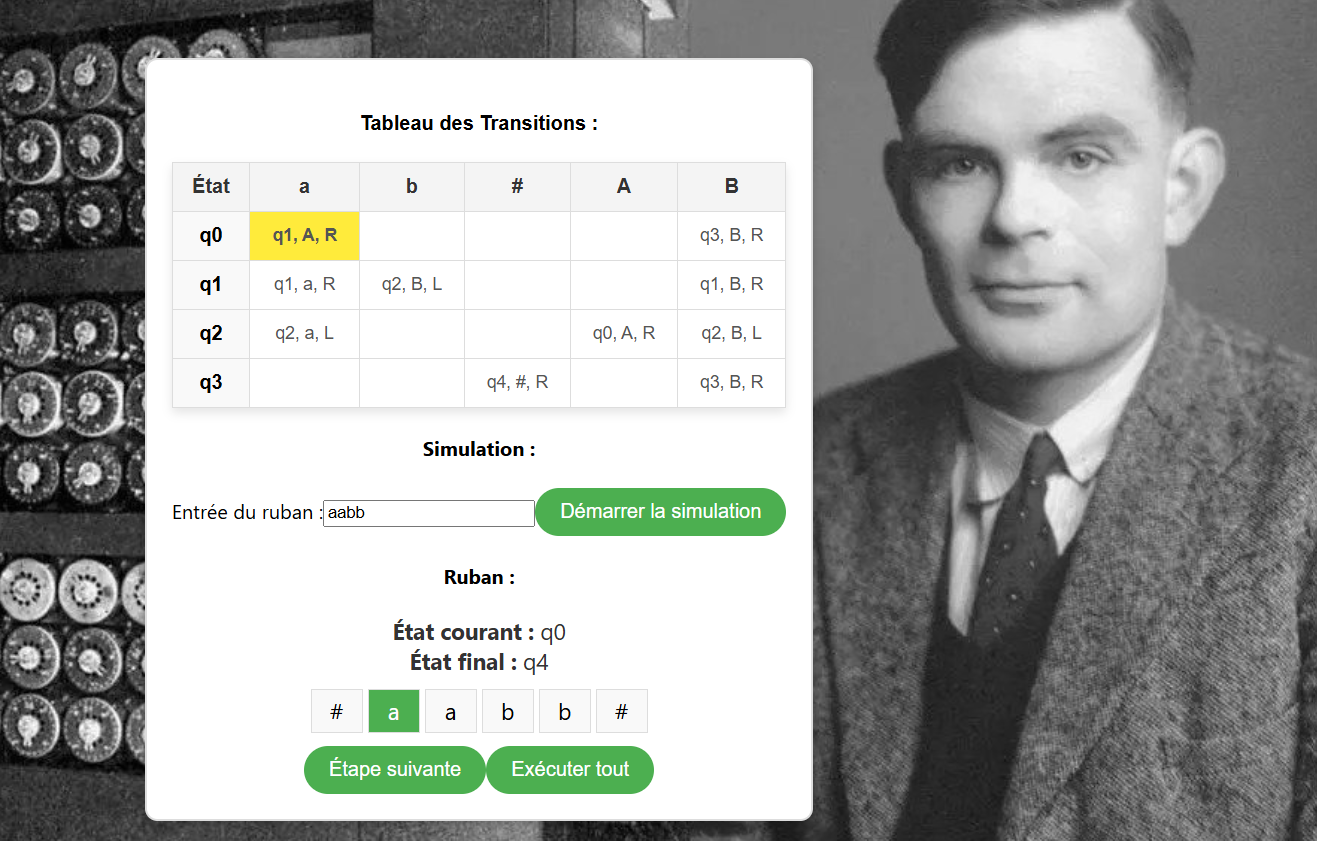 Tableau des Transitions :
État a b # A B
q0 q1, A, R q3, B, R
q1 q1, a, R q2, B, L q1, B, R
q2 q2, a, L q0, A, R q2, B, L
q3 q4, #, R q3, B, R
Simulation :
Entrée du ruban : aabb Démarrer la simulation
Ruban :
État courant : q0
État final : q4
# a a b b #
Étape suivante Exécuter tout